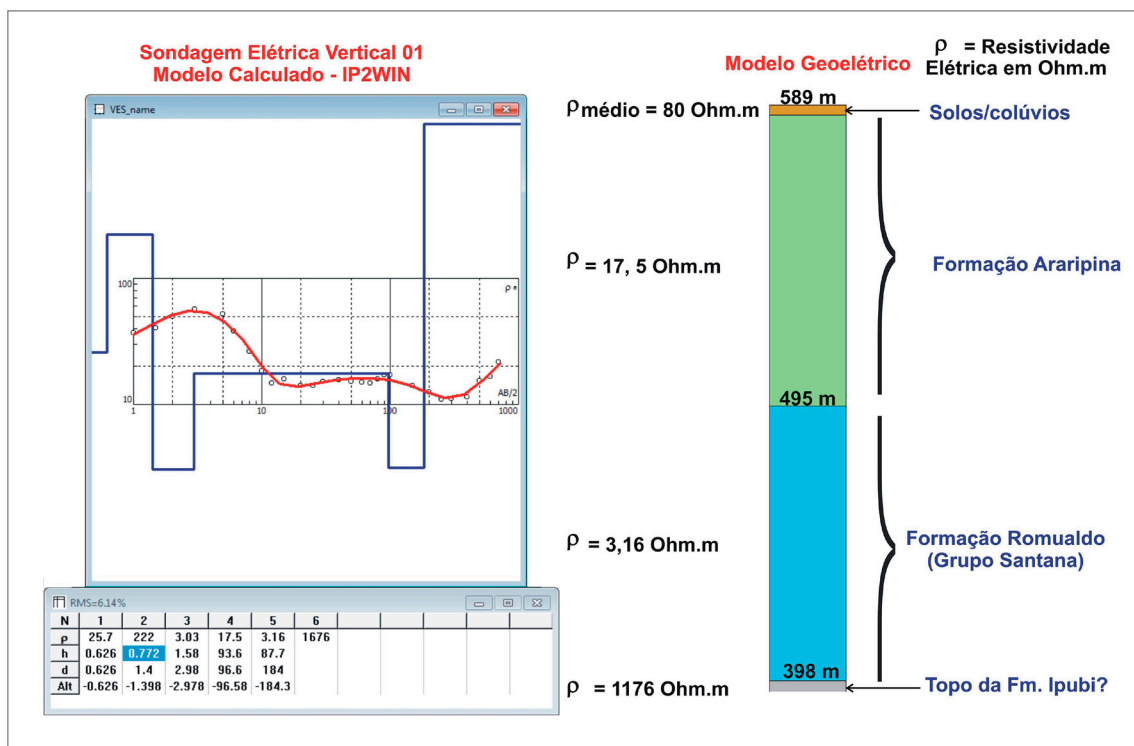 Sondagem Elétrica Vertical 01
Modelo Calculado - IP2WIN
VES_name
100
10
ρ
AB/2
1
10
100
1000
RMS=6.14%
N 1 2 3 4 5 6
ρ 25.7 222 3.03 17.5 3.16 1676
h 0.626 0.772 1.58 93.6 87.7
d 0.626 1.4 2.98 96.6 184
Alt -0.626 -1.398 -2.978 -96.58 -184.3
ρ médio = 80 Ohm.m
ρ = 17, 5 Ohm.m
ρ = 3,16 Ohm.m
ρ = 1176 Ohm.m
Modelo Geoelétrico
589 m
495 m
398 m
ρ = Resistividade
Elétrica em Ohm.m
Solos/colúvios
Formação Araripina
Formação Romualdo
(Grupo Santana)
Topo da Fm. Ipubi?